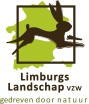 Limburgs
Landschap vzw
gedreven door natuur